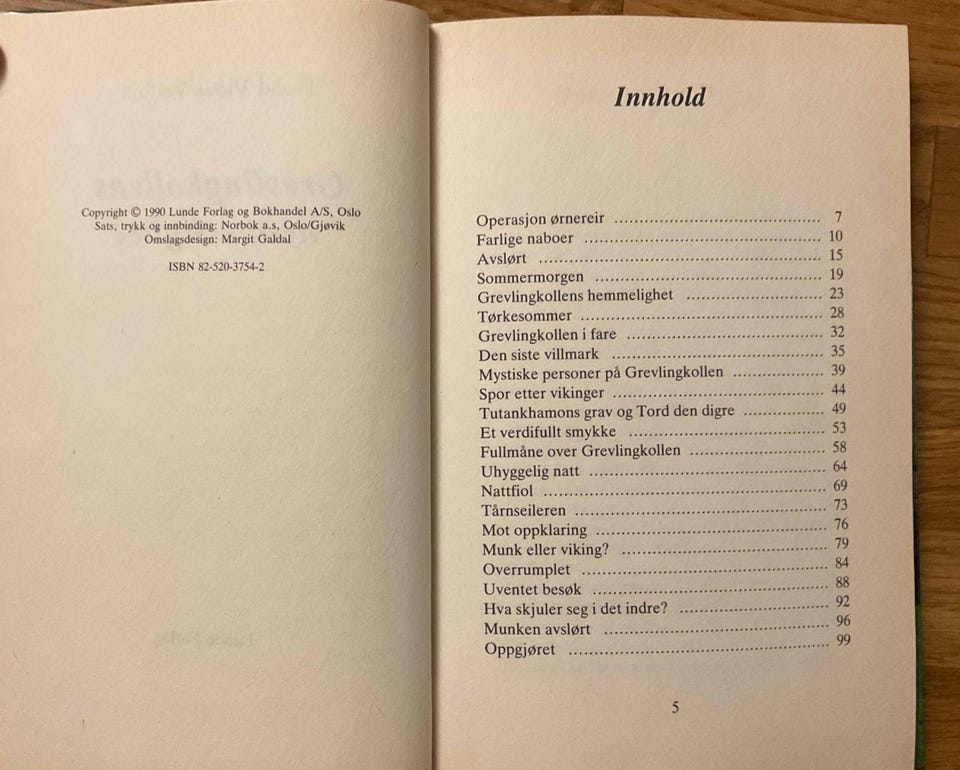 Copyright © 1990 Lunde Forlag og Bokhandel A/S, Oslo
Sats, trykk og innbinding: Norbok a.s, Oslo/Gjøvik
Omslagsdesign: Margit Galdal
ISBN 82-520-3754-2
Innhold
Operasjon ørnereir ........ 7
Farlige naboer ........ 10
Avslørt ........ 15
Sommermorgen ........ 19
Grevlingkollens hemmelighet ........ 23
Tørkesommer ........ 28
Grevlingkollen i fare ........ 32
Den siste villmark ........ 35
Mystiske personer på Grevlingkollen ........ 39
Spor etter vikinger ........ 44
Tutankhamons grav og Tord den digre ........ 49
Et verdifullt smykke ........ 53
Fullmåne over Grevlingkollen ........ 58
Uhyggelig natt ........ 64
Nattfiol ........ 69
Tårnseileren ........ 73
Mot oppklaring ........ 76
Munk eller viking? ........ 79
Overrumplet ........ 84
Uventet besøk ........ 88
Hva skjuler seg i det indre? ........ 92
Munken avslørt ........ 96
Oppgjøret ........ 99
5